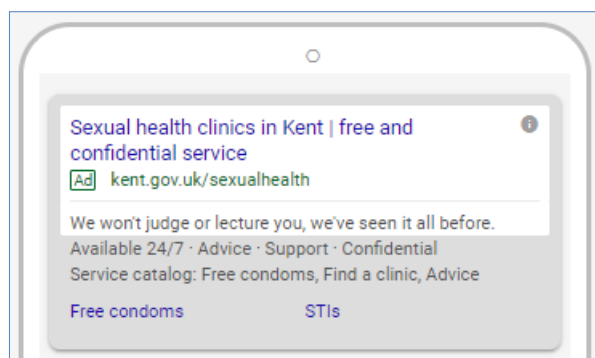 Sexual health clinics in Kent | free and
confidential service
Ad kent.gov.uk/sexualhealth
We won't judge or lecture you, we've seen it all before.
Available 24/7 · Advice · Support · Confidential
Service catalog: Free condoms, Find a clinic, Advice
Free condoms STIs